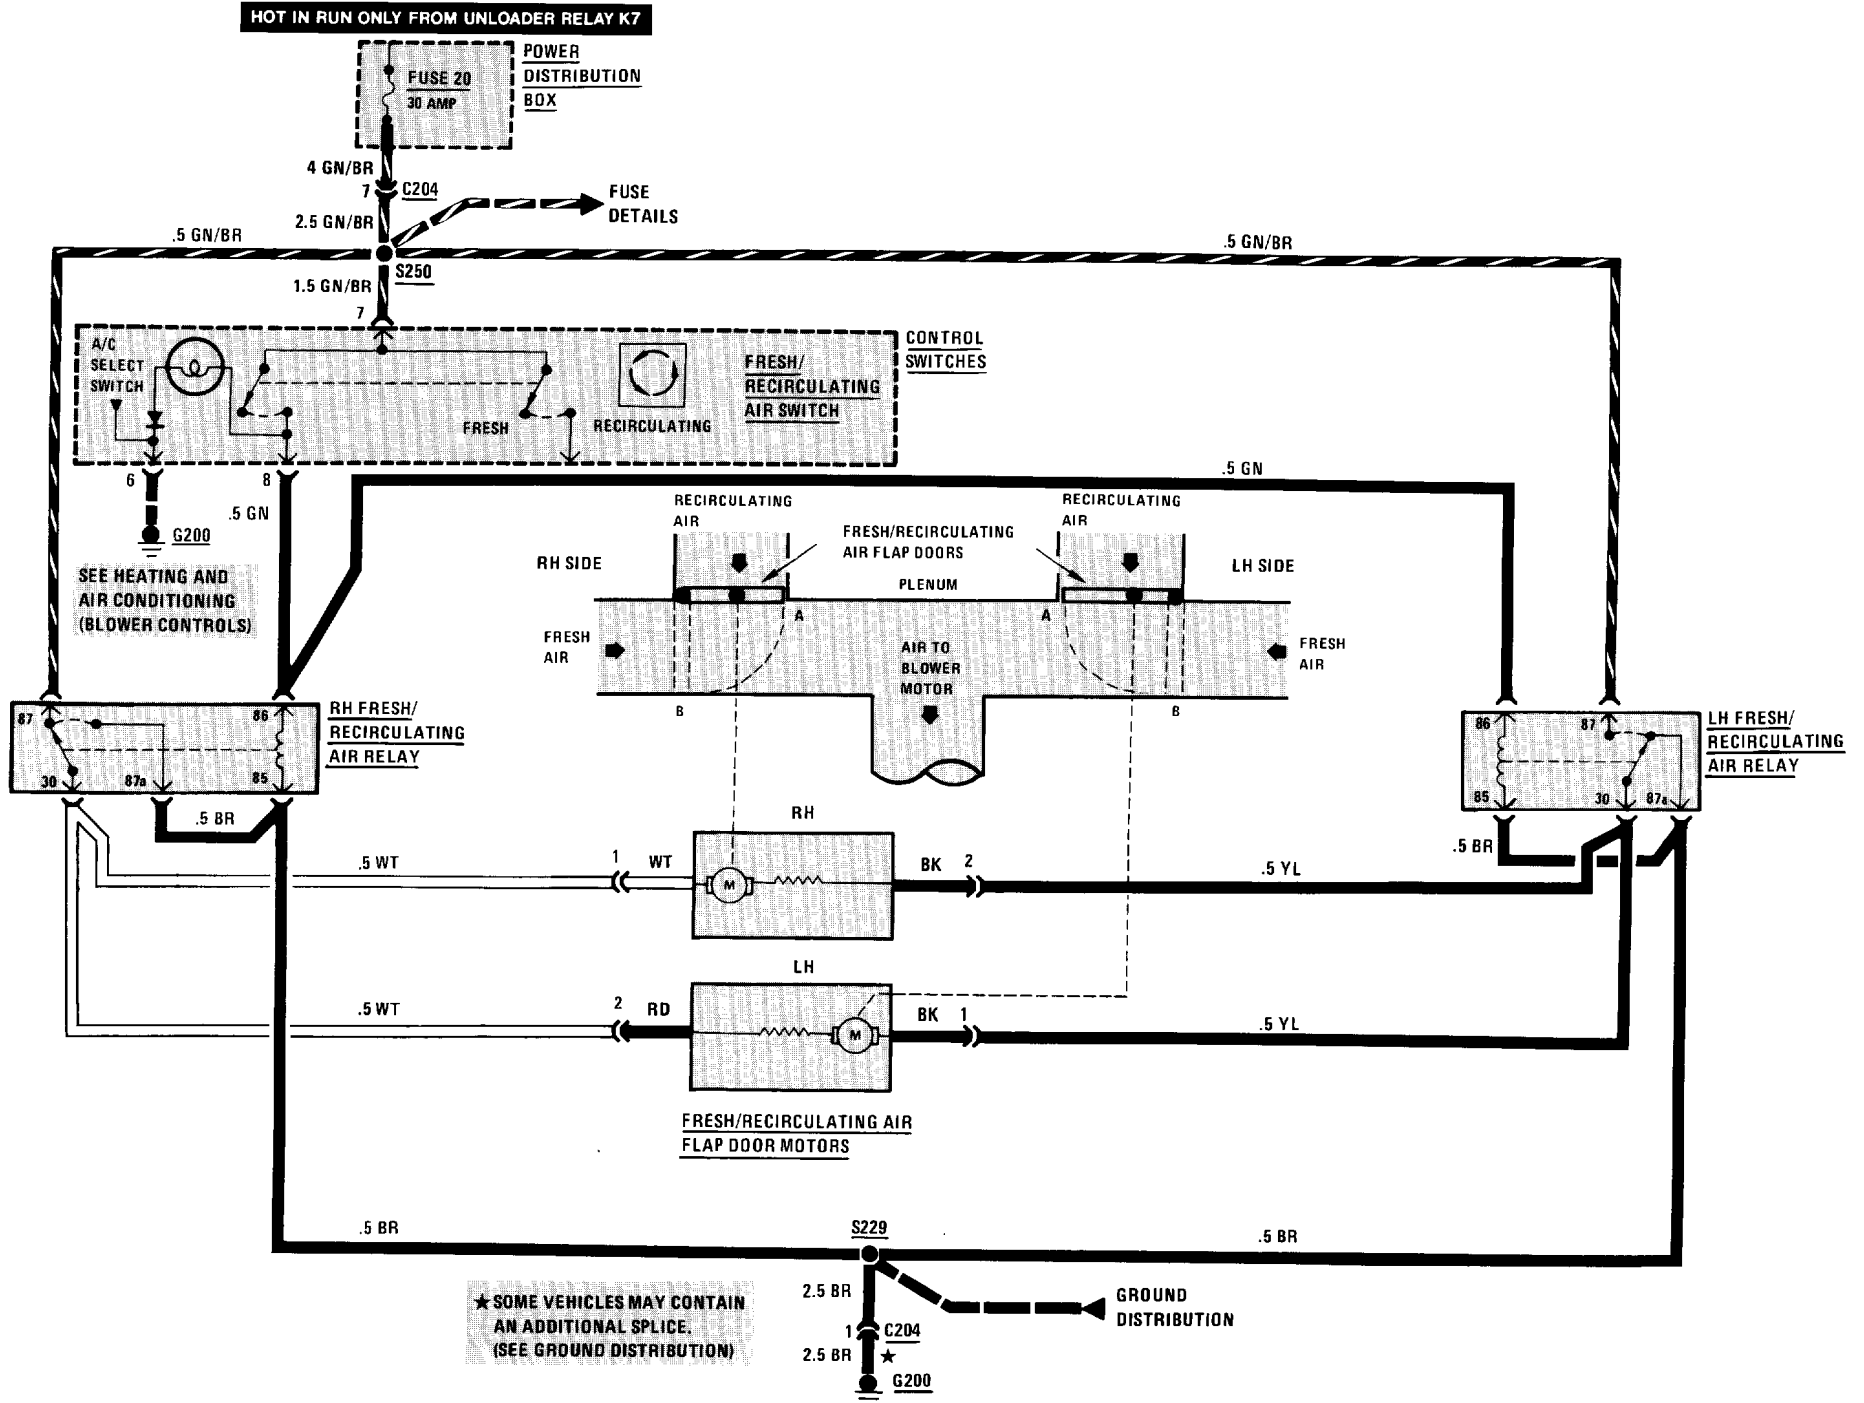 HOT IN RUN ONLY FROM UNLOADER RELAY K7
POWER
DISTRIBUTION
BOX
FUSE 20
30 AMP
4 GN/BR
7
C204
2.5 GN/BR
FUSE
DETAILS
.5 GN/BR
.5 GN/BR
S250
1.5 GN/BR
7
CONTROL
SWITCHES
A/C
SELECT
SWITCH
FRESH/
RECIRCULATING
AIR SWITCH
FRESH
RECIRCULATING
6
8
.5 GN
.5 GN
G200
SEE HEATING AND
AIR CONDITIONING
(BLOWER CONTROLS)
RECIRCULATING
AIR
RECIRCULATING
AIR
FRESH/RECIRCULATING
AIR FLAP DOORS
RH SIDE
LH SIDE
PLENUM
A
A
FRESH
AIR
AIR TO
BLOWER
MOTOR
FRESH
AIR
B
B
87
86
30
87a
85
RH FRESH/
RECIRCULATING
AIR RELAY
86
87
85
30
87a
LH FRESH/
RECIRCULATING
AIR RELAY
.5 BR
.5 BR
RH
.5 WT
1
WT
M
BK
2
.5 YL
LH
.5 WT
2
RD
M
BK
1
.5 YL
FRESH/RECIRCULATING AIR
FLAP DOOR MOTORS
.5 BR
S229
.5 BR
2.5 BR
GROUND
DISTRIBUTION
1
C204
2.5 BR
★
G200
★SOME VEHICLES MAY CONTAIN
AN ADDITIONAL SPLICE.
(SEE GROUND DISTRIBUTION)